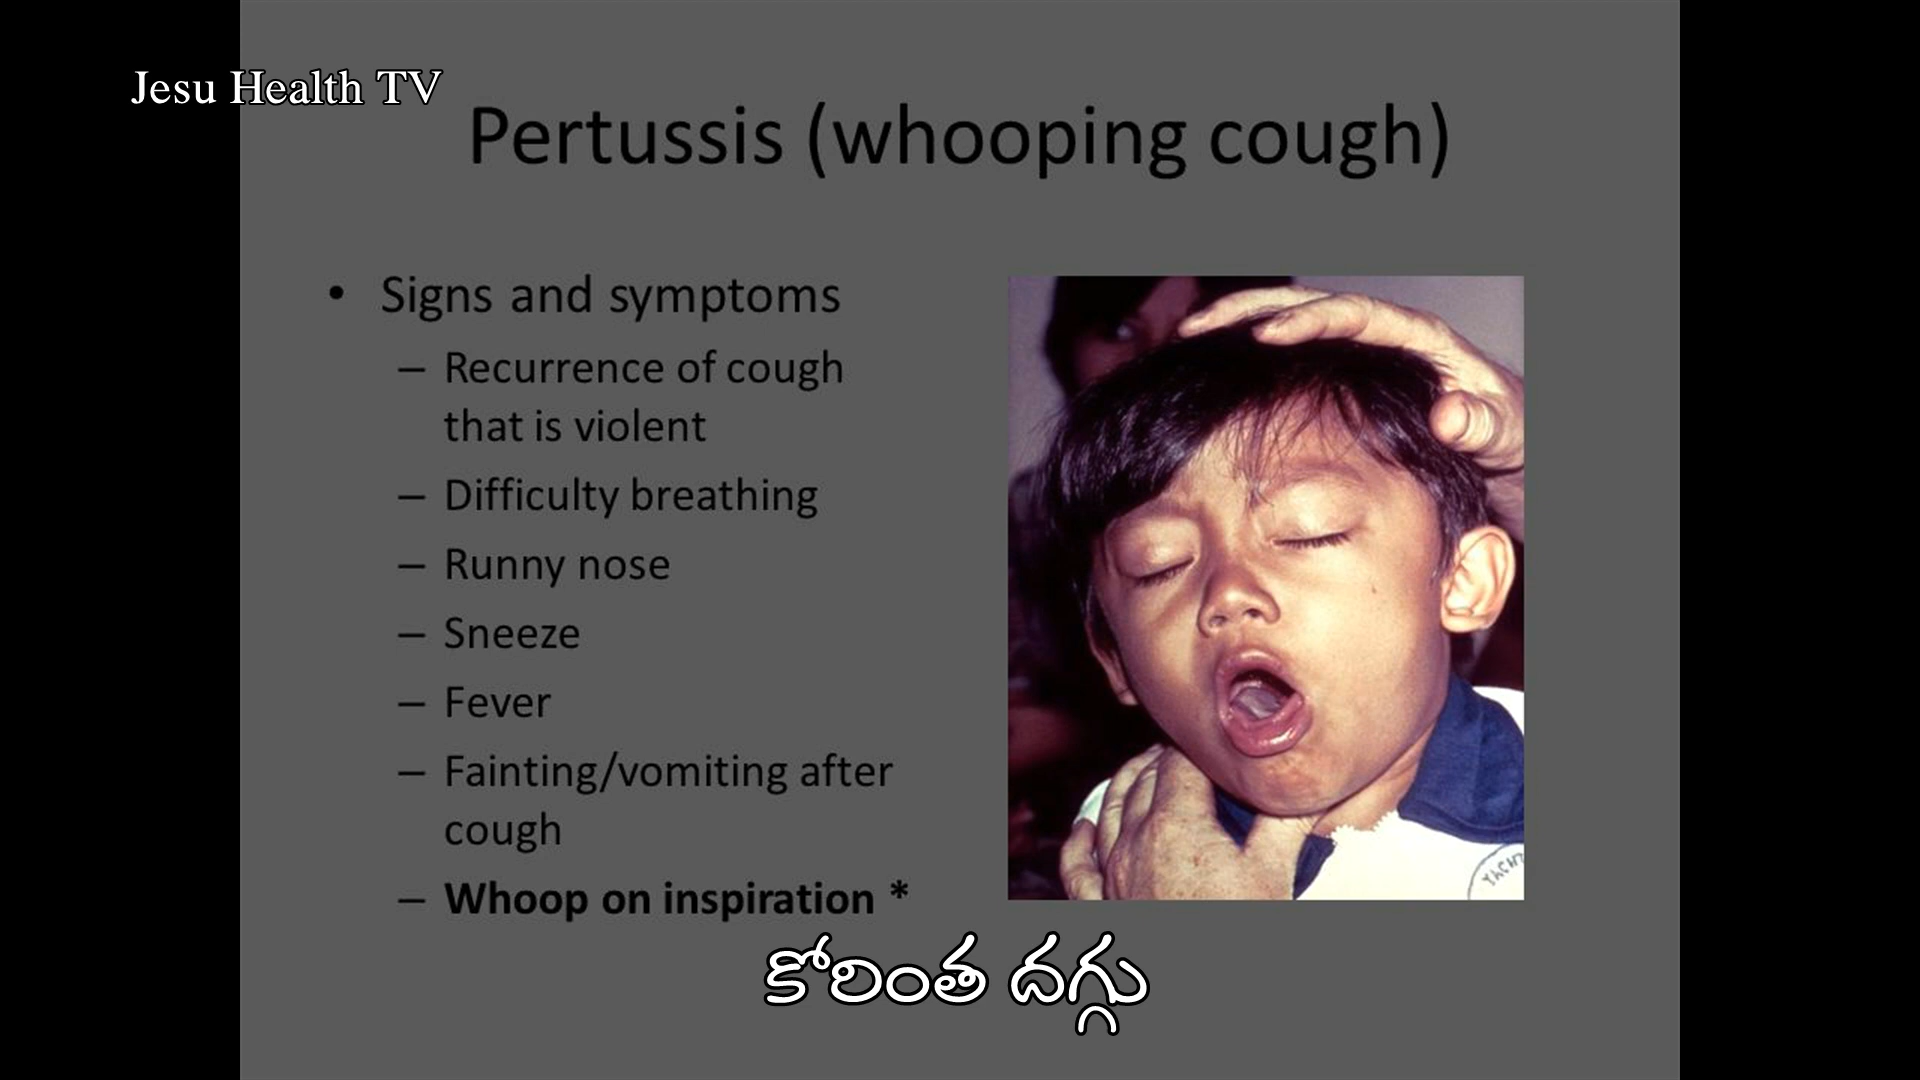 Jesu Health TV
Pertussis (whooping cough)
• Signs and symptoms
– Recurrence of cough
that is violent
– Difficulty breathing
– Runny nose
– Sneeze
– Fever
– Fainting/vomiting after
cough
– Whoop on inspiration *
YACHT
కోరింత దగ్గు